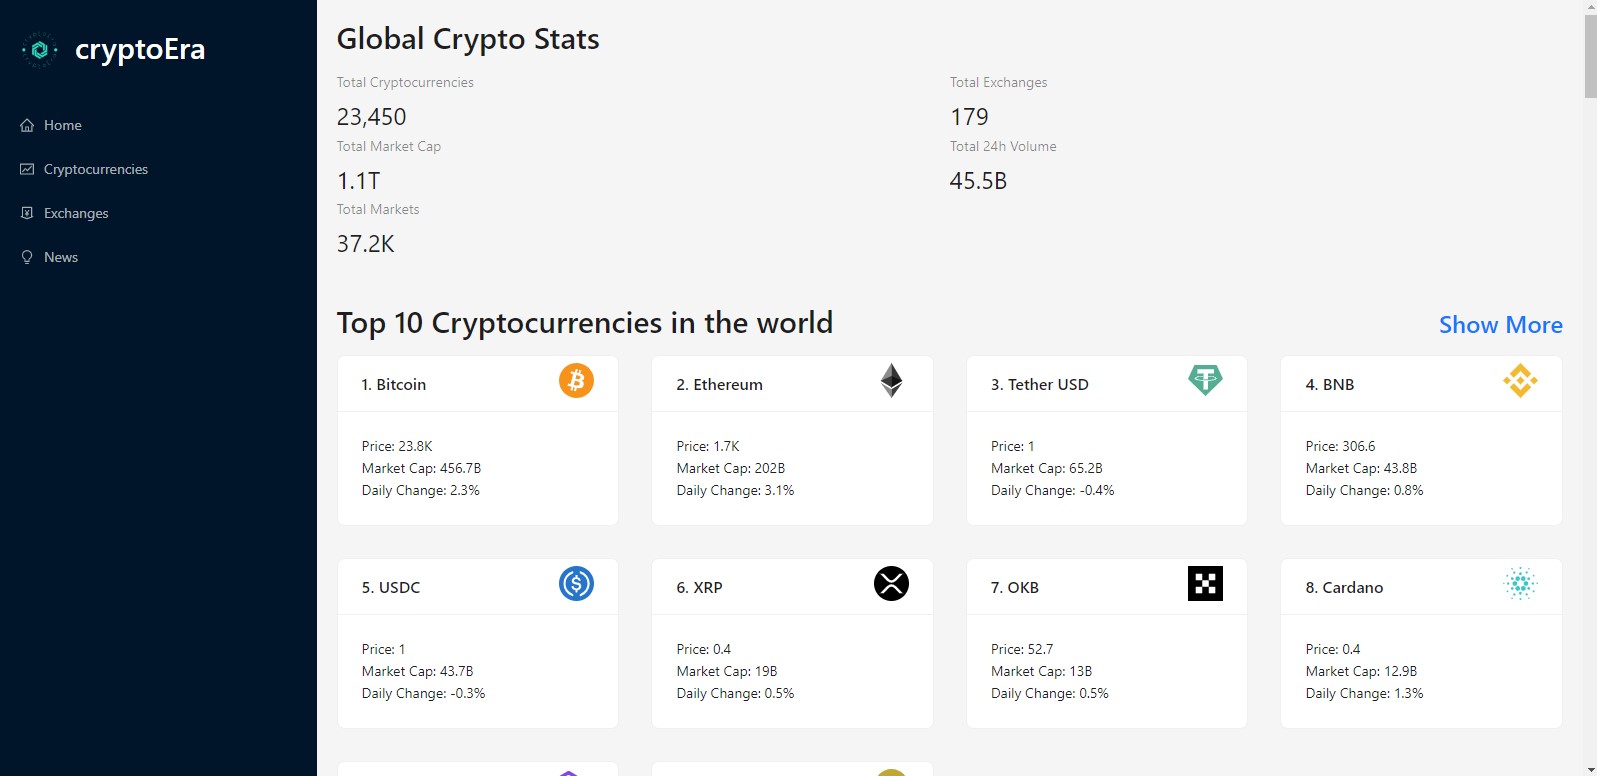 cryptoEra
Home
Cryptocurrencies
Exchanges
News
Global Crypto Stats
Total Cryptocurrencies
23,450
Total Exchanges
179
Total Market Cap
1.1T
Total 24h Volume
45.5B
Total Markets
37.2K
Top 10 Cryptocurrencies in the world
Show More
1. Bitcoin
Price: 23.8K
Market Cap: 456.7B
Daily Change: 2.3%
2. Ethereum
Price: 1.7K
Market Cap: 202B
Daily Change: 3.1%
3. Tether USD
Price: 1
Market Cap: 65.2B
Daily Change: -0.4%
4. BNB
Price: 306.6
Market Cap: 43.8B
Daily Change: 0.8%
5. USDC
Price: 1
Market Cap: 43.7B
Daily Change: -0.3%
6. XRP
Price: 0.4
Market Cap: 19B
Daily Change: 0.5%
7. OKB
Price: 52.7
Market Cap: 13B
Daily Change: 0.5%
8. Cardano
Price: 0.4
Market Cap: 12.9B
Daily Change: 1.3%